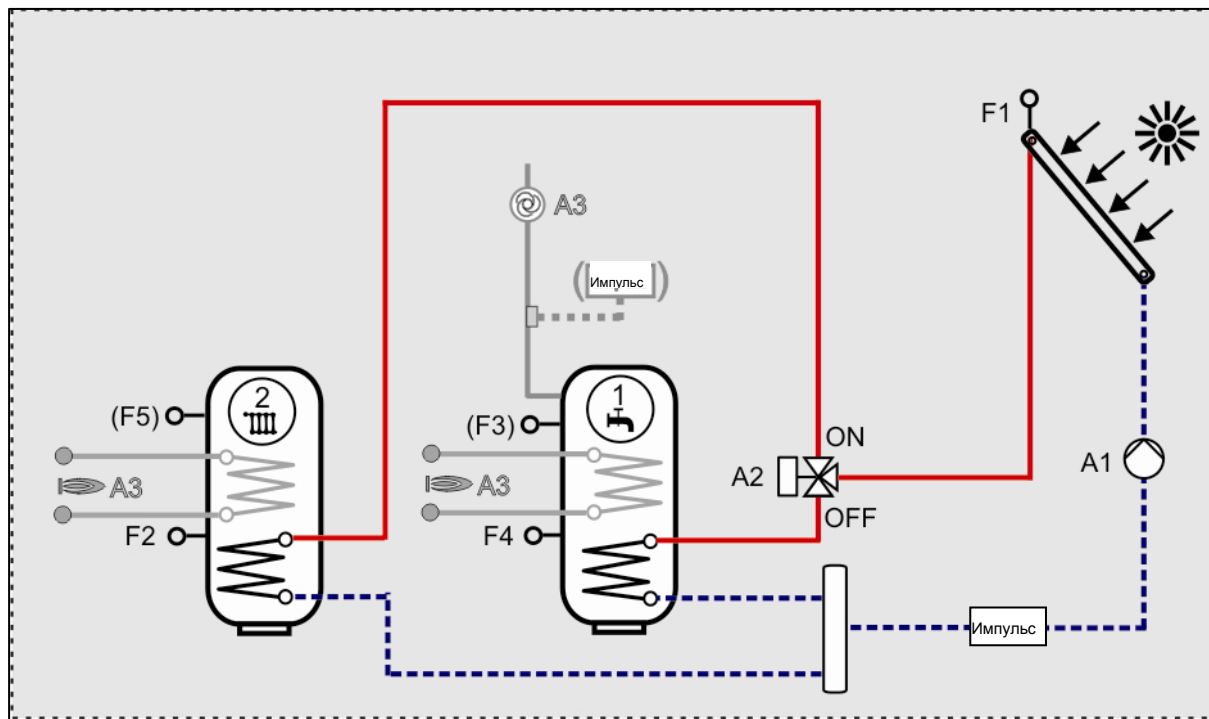 F1
A3
(Импульс)
2
1
(F5)
(F3)
ON
A2
A1
A3
A3
OFF
F2
F4
Импульс